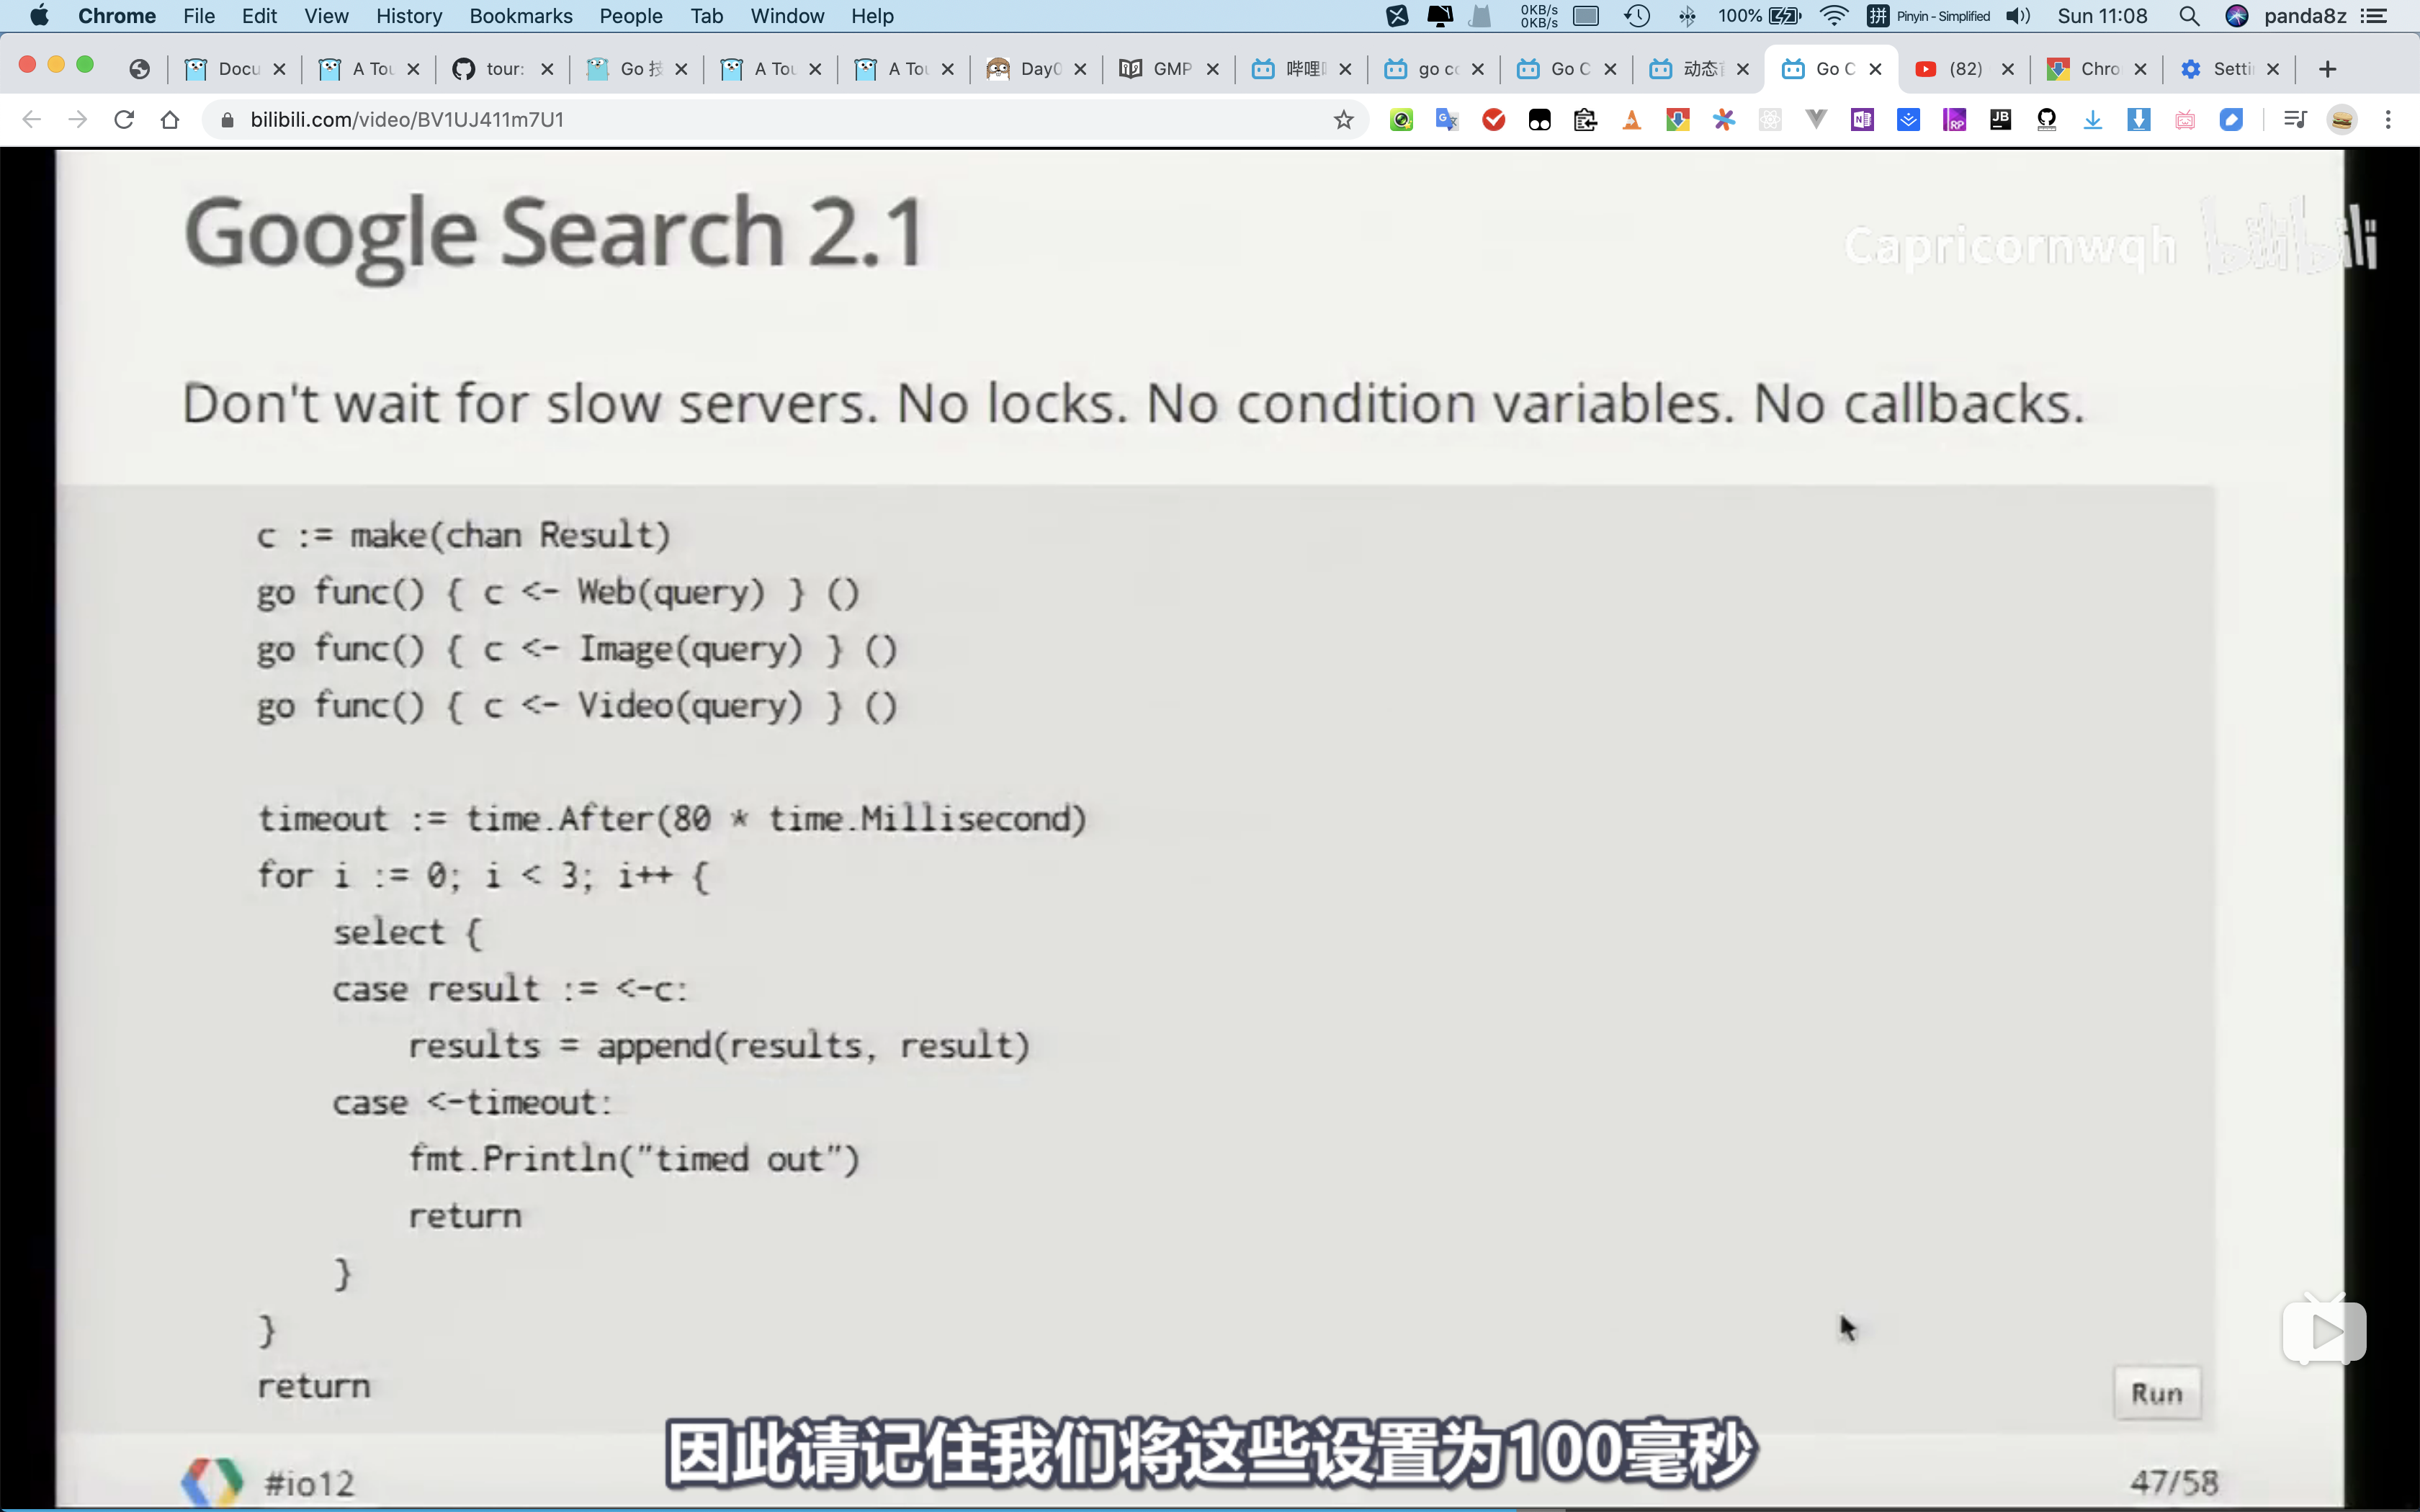 Chrome File Edit View History Bookmarks People Tab Window Help 0KB/s 0KB/s 100% 拼 Pinyin - Simplified Sun 11:08 panda8z
Docu A Tou tour: Go 技 A Tou A Tou Day0 GMP 哔哩 go co Go C 动态 Go C (82) Chro Setti
bilibili.com/video/BV1UJ411m7U1
Google Search 2.1
Capricornwqh bilibili
Don't wait for slow servers. No locks. No condition variables. No callbacks.
c := make(chan Result)
go func() { c <- Web(query) } ()
go func() { c <- Image(query) } ()
go func() { c <- Video(query) } ()
timeout := time.After(80 * time.Millisecond)
for i := 0; i < 3; i++ {
select {
case result := <-c:
results = append(results, result)
case <-timeout:
fmt.Println("timed out")
return
}
}
return
Run
因此请记住我们将这些设置为100毫秒
#io12
47/58